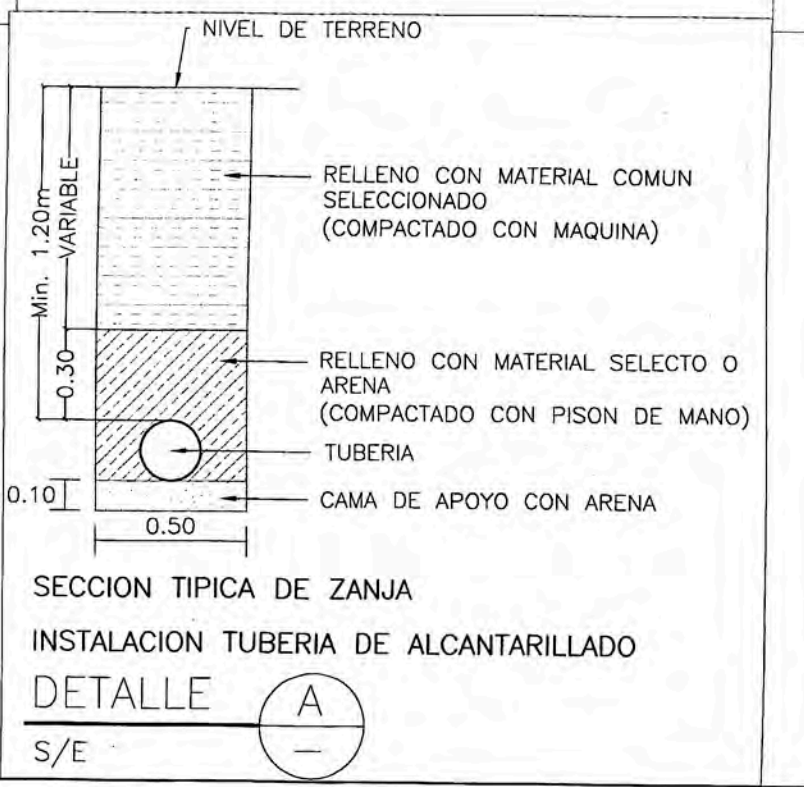 NIVEL DE TERRENO
Min. 1.20m
VARIABLE
RELLENO CON MATERIAL COMUN
SELECCIONADO
(COMPACTADO CON MAQUINA)
0.30
RELLENO CON MATERIAL SELECTO O
ARENA
(COMPACTADO CON PISON DE MANO)
TUBERIA
0.10
CAMA DE APOYO CON ARENA
0.50
SECCION TIPICA DE ZANJA
INSTALACION TUBERIA DE ALCANTARILLADO
DETALLE
A
S/E
—